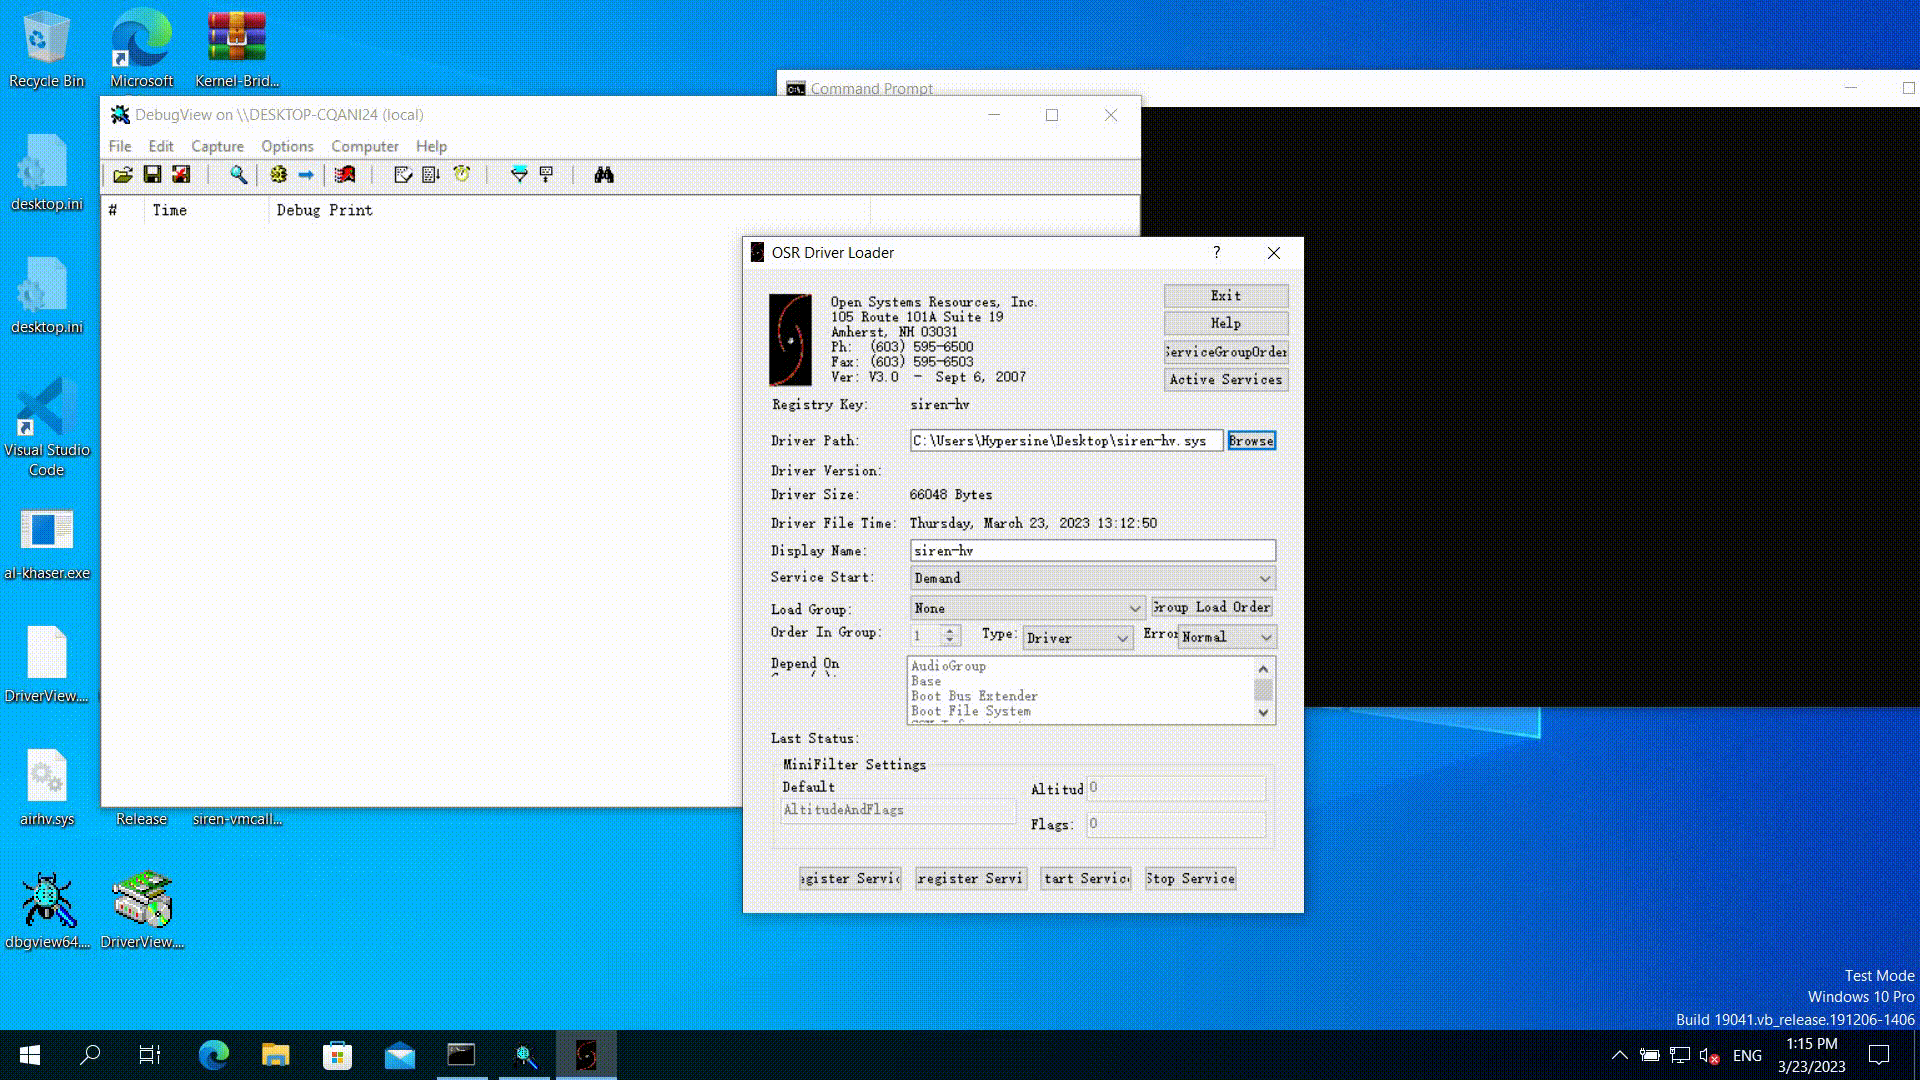 Recycle Bin
Microsoft
Kernel-Brid...
desktop.ini
desktop.ini
Visual Studio
Code
al-khaser.exe
DriverView....
airhv.sys
Release
siren-vmcall...
dbgview64....
DriverView....
Command Prompt
DebugView on \\DESKTOP-CQANI24 (local)
File Edit Capture Options Computer Help
# Time Debug Print
OSR Driver Loader
Open Systems Resources, Inc.
105 Route 101A Suite 19
Amherst, NH 03031
Ph: (603) 595-6500
Fax: (603) 595-6503
Ver: V3.0 - Sept 6, 2007
Exit
Help
ServiceGroupOrder
Active Services
Registry Key: siren-hv
Driver Path: C:\Users\Hypersine\Desktop\siren-hv.sys Browse
Driver Version:
Driver Size: 66048 Bytes
Driver File Time: Thursday, March 23, 2023 13:12:50
Display Name: siren-hv
Service Start: Demand
Load Group: None Group Load Order
Order In Group: 1 Type: Driver Error Normal
Depend On
AudioGroup
Base
Boot Bus Extender
Boot File System
Last Status:
MiniFilter Settings
Default
AltitudeAndFlags
Altitud 0
Flags: 0
egister Servic register Servi tart Servic Stop Service
Test Mode
Windows 10 Pro
Build 19041.vb_release.191206-1406
ENG
1:15 PM
3/23/2023